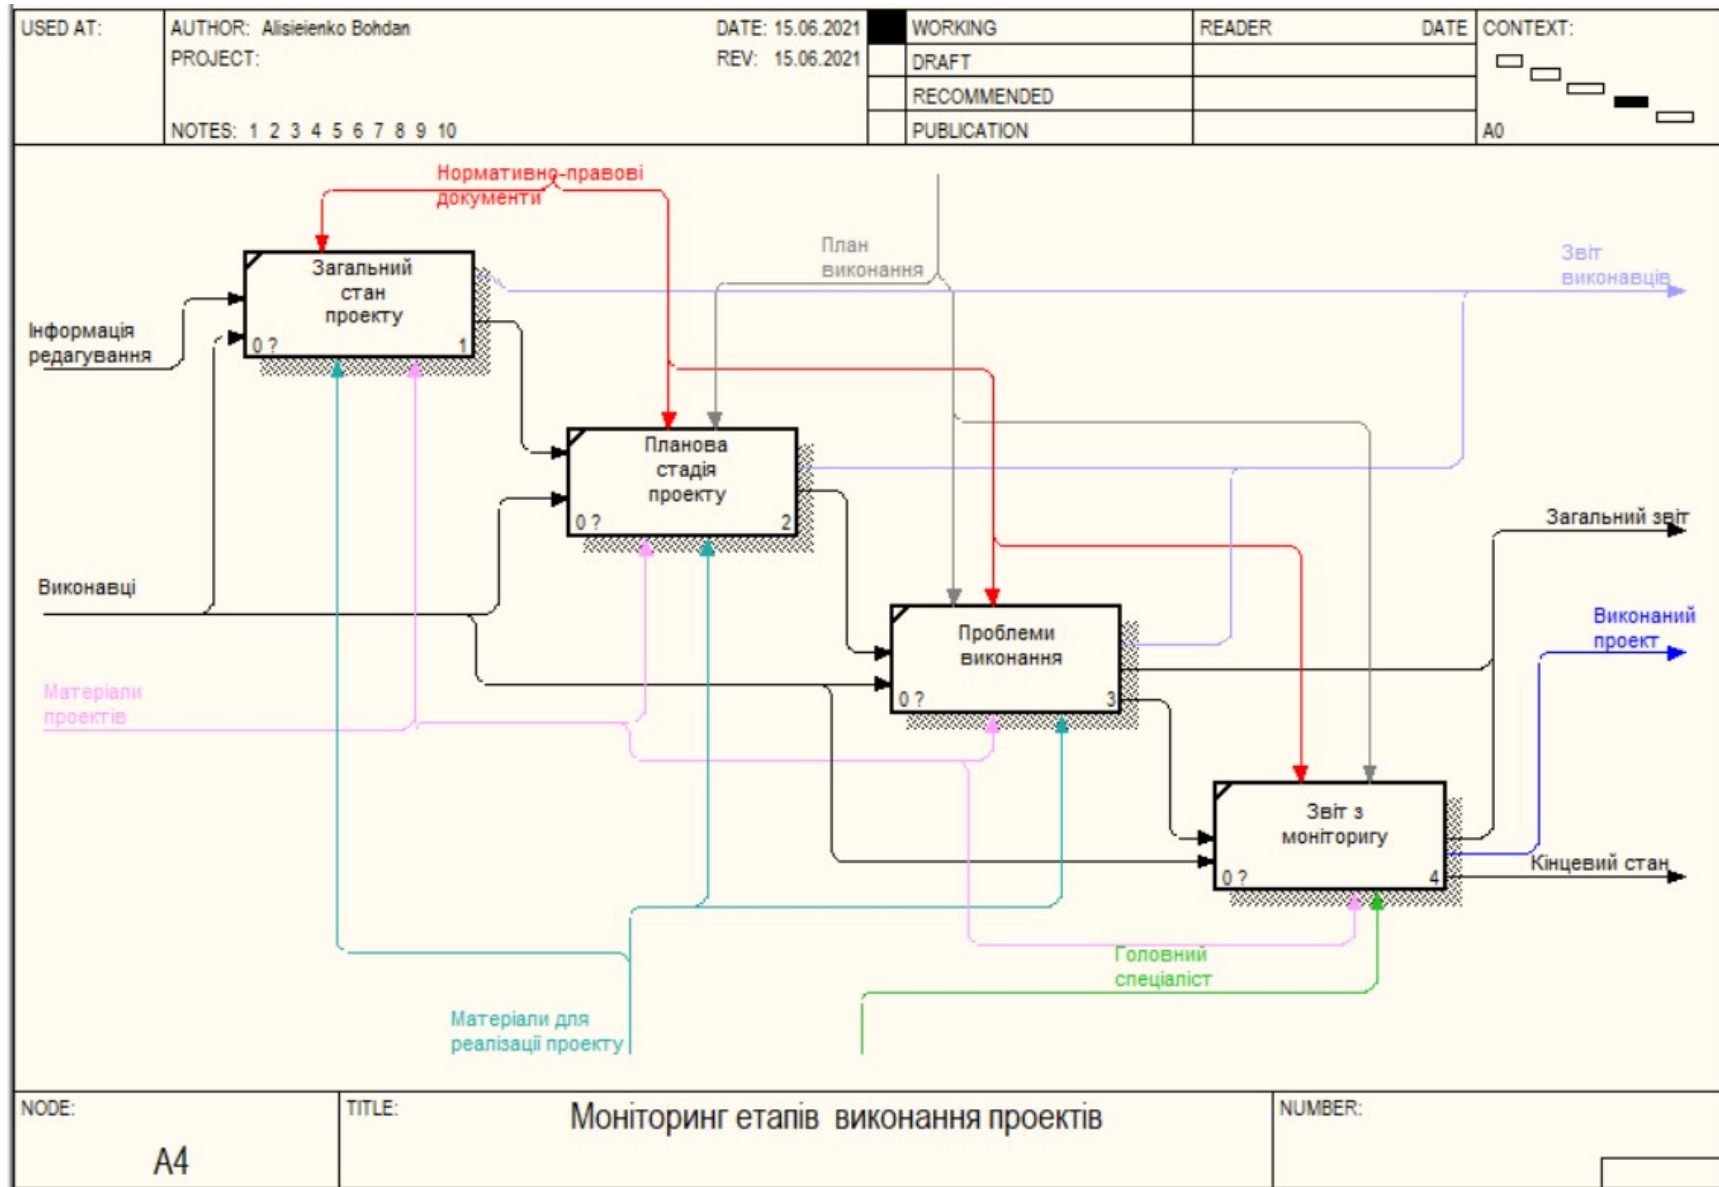 USED AT:
AUTHOR: Alisieienko Bohdan
DATE: 15.06.2021
PROJECT:
REV: 15.06.2021
NOTES: 1 2 3 4 5 6 7 8 9 10
WORKING
DRAFT
RECOMMENDED
PUBLICATION
READER
DATE
CONTEXT:
A0
Нормативно-правові
документи
План
виконання
Звіт
виконавців
Загальний
стан
проекту
0 ?
1
Інформація
редагування
Планова
стадія
проекту
0 ?
2
Загальний звіт
Виконавці
Проблеми
виконання
0 ?
3
Виконаний
проект
Матеріали
проектів
Звіт з
моніторигу
0 ?
4
Кінцевий стан
Головний
спеціаліст
Матеріали для
реалізації проекту
NODE:
A4
TITLE:
Моніторинг етапів виконання проектів
NUMBER: